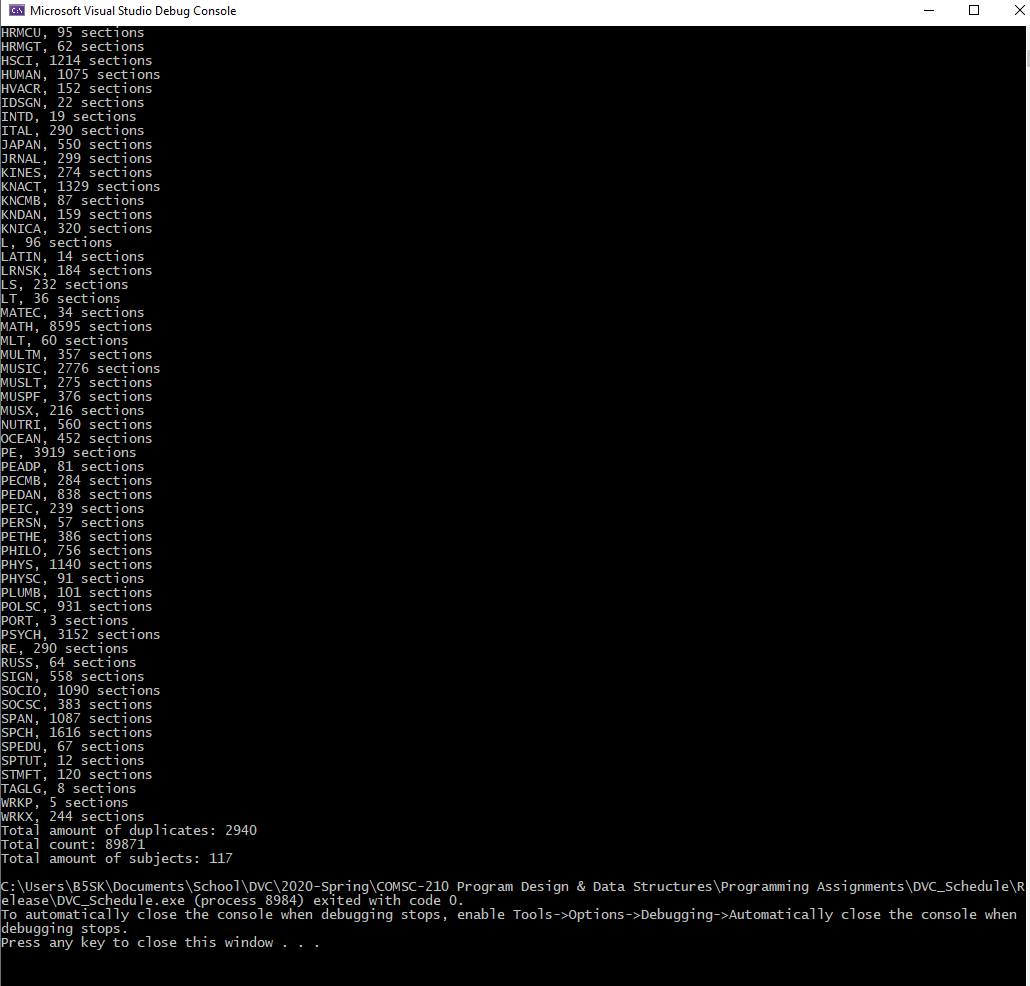 Microsoft Visual Studio Debug Console
HRMCU, 95 sections
HRMGT, 62 sections
HSCI, 1214 sections
HUMAN, 1075 sections
HVACR, 152 sections
IDSGN, 22 sections
INTD, 19 sections
ITAL, 290 sections
JAPAN, 550 sections
JRNAL, 299 sections
KINES, 274 sections
KNACT, 1329 sections
KNCMB, 87 sections
KNDAN, 159 sections
KNICA, 320 sections
L, 96 sections
LATIN, 14 sections
LRNSK, 184 sections
LS, 232 sections
LT, 36 sections
MATEC, 34 sections
MATH, 8595 sections
MLT, 60 sections
MULTM, 357 sections
MUSIC, 2776 sections
MUSLT, 275 sections
MUSPF, 376 sections
MUSX, 216 sections
NUTRI, 560 sections
OCEAN, 452 sections
PE, 3919 sections
PEADP, 81 sections
PECMB, 284 sections
PEDAN, 838 sections
PEIC, 239 sections
PERSN, 57 sections
PETHE, 386 sections
PHILO, 756 sections
PHYS, 1140 sections
PHYSC, 91 sections
PLUMB, 101 sections
POLSC, 931 sections
PORT, 3 sections
PSYCH, 3152 sections
RE, 290 sections
RUSS, 64 sections
SIGN, 558 sections
SOCIO, 1090 sections
SOCSC, 383 sections
SPAN, 1087 sections
SPCH, 1616 sections
SPEDU, 67 sections
SPTUT, 12 sections
STMFT, 120 sections
TAGLG, 8 sections
WRKP, 5 sections
WRKX, 244 sections
Total amount of duplicates: 2940
Total count: 89871
Total amount of subjects: 117
C:\Users\B5SK\Documents\School\DVC\2020-Spring\COMSC-210 Program Design & Data Structures\Programming Assignments\DVC_Schedule\R
elease\DVC_Schedule.exe (process 8984) exited with code 0.
To automatically close the console when debugging stops, enable Tools->Options->Debugging->Automatically close the console when
debugging stops.
Press any key to close this window . . .